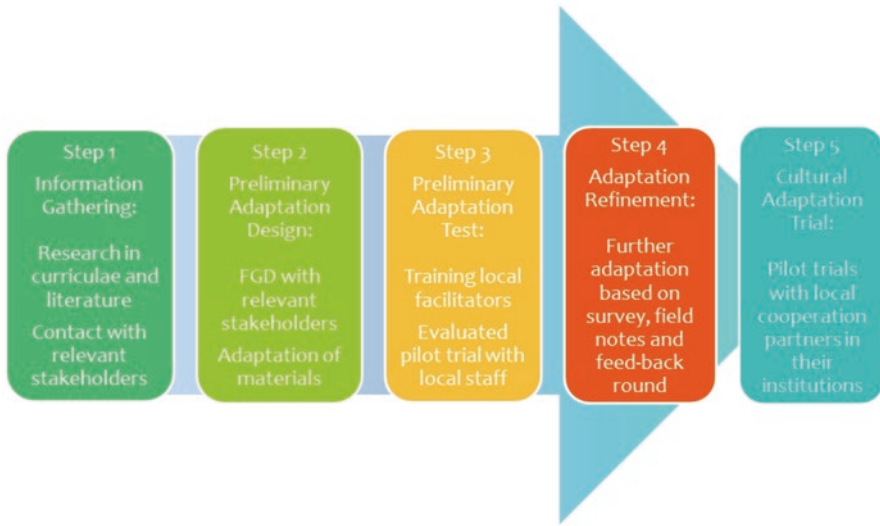 Step 1
Information
Gathering:
Research in
curriculae and
literature
Contact with
relevant
stakeholders
Step 2
Preliminary
Adaptation
Design:
FGD with
relevant
stakeholders
Adaptation of
materials
Step 3
Preliminary
Adaptation
Test:
Training local
facilitators
Evaluated
pilot trial with
local staff
Step 4
Adaptation
Refinement:
Further
adaptation
based on
survey, field
notes and
feed-back
round
Step 5
Cultural
Adaptation
Trial:
Pilot trials
with local
cooperation
partners in
their
institutions